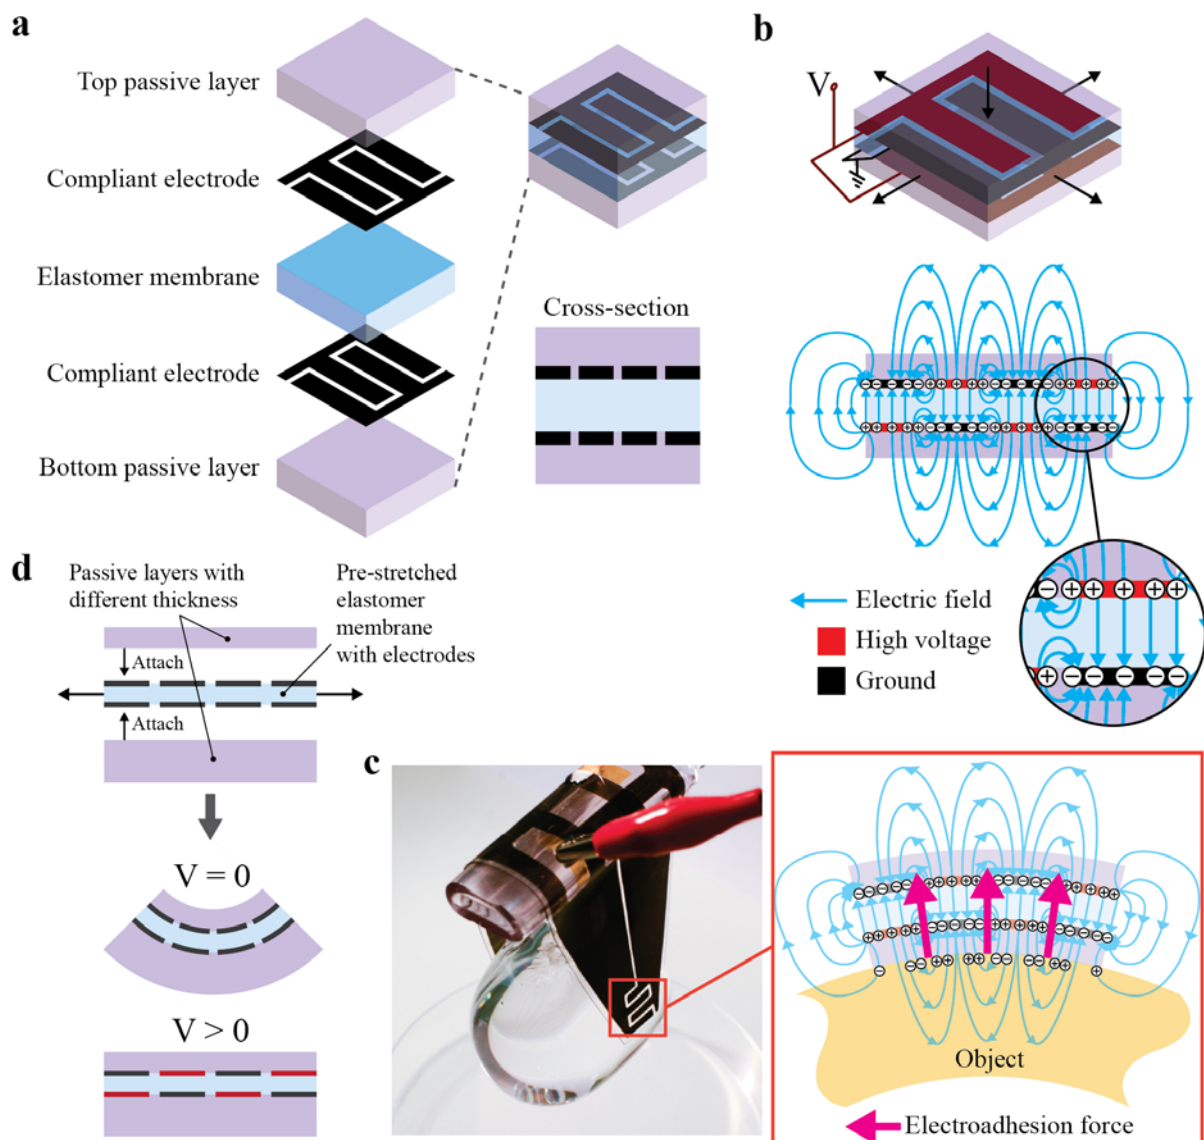 a
Top passive layer
Compliant electrode
Elastomer membrane
Compliant electrode
Bottom passive layer
Cross-section
b
V
Electric field
High voltage
Ground
d
Passive layers with
different thickness
Pre-stretched
elastomer
membrane
with electrodes
Attach
Attach
V = 0
V > 0
c
Object
Electroadhesion force